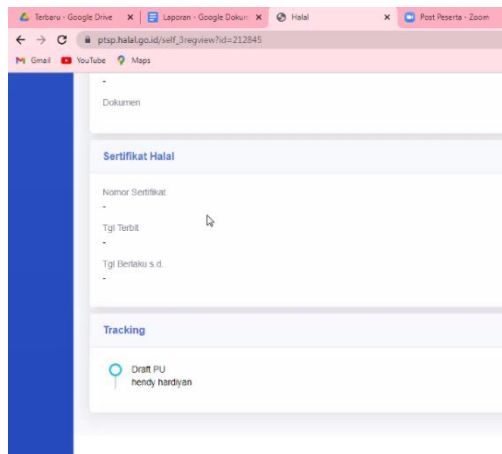 Terbaru - Google Drive
Laporan - Google Dokum
Halal
Post Peserta - Zoom
ptsp.halal.go.id/self_3regview?id=212845
Gmail
YouTube
Maps
-
Dokumen
Sertifikat Halal
Nomor Sertifikat
-
Tgl Terbit
-
Tgl Berlaku s.d.
-
Tracking
Draft PU
hendy hardiyan